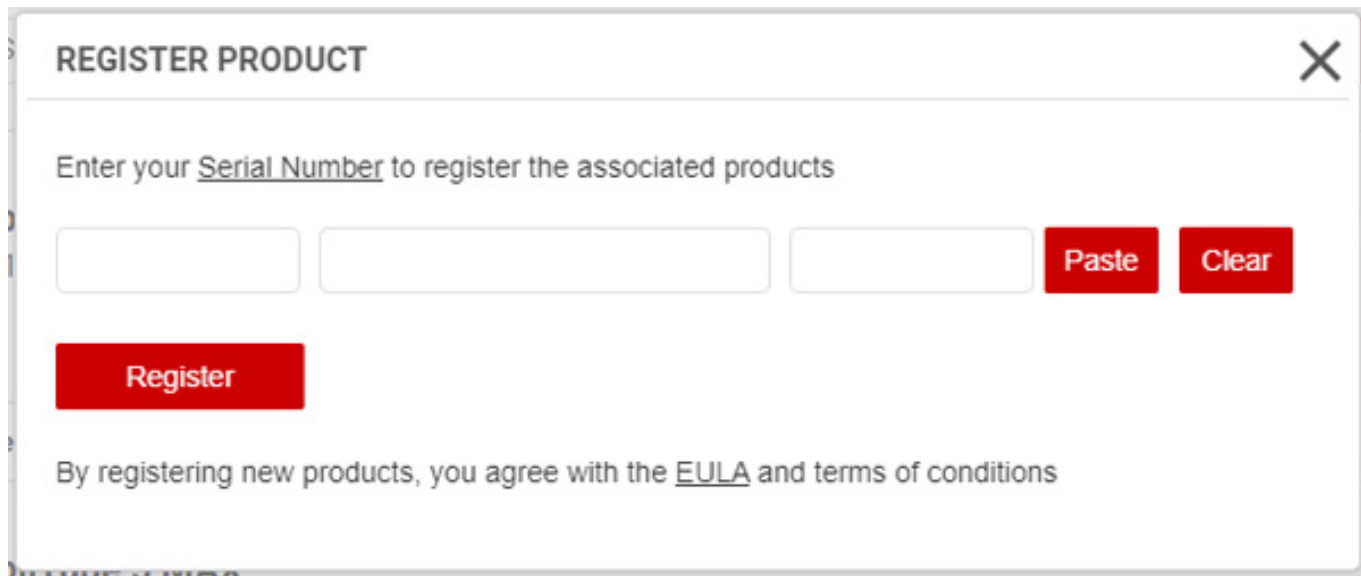 REGISTER PRODUCT
Enter your Serial Number to register the associated products
Paste Clear
Register
By registering new products, you agree with the EULA and terms of conditions